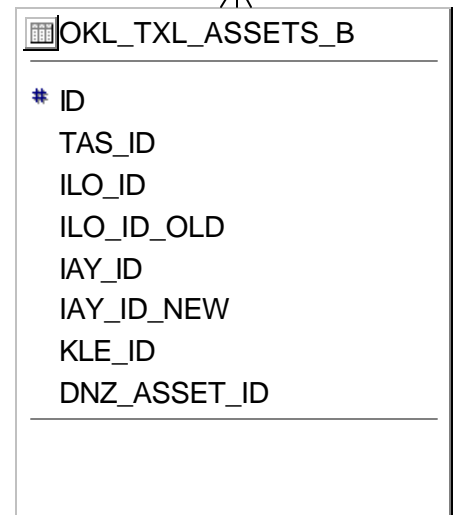 OKL_TXL_ASSETS_B
# ID
TAS_ID
ILO_ID
ILO_ID_OLD
IAY_ID
IAY_ID_NEW
KLE_ID
DNZ_ASSET_ID